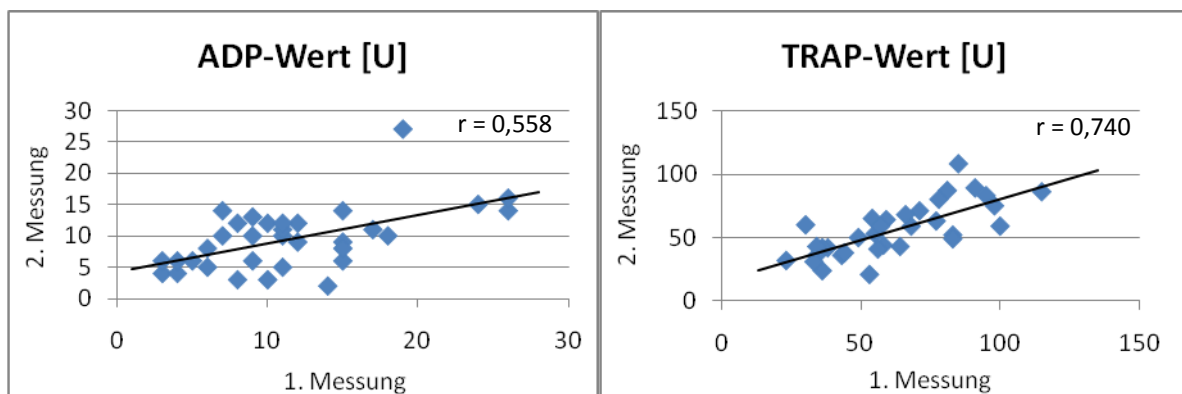 ADP-Wert [U]
r = 0,558
2. Messung
30
25
20
15
10
5
0
0 10 20 30
1. Messung
TRAP-Wert [U]
r = 0,740
2. Messung
150
100
50
0
0 50 100 150
1. Messung